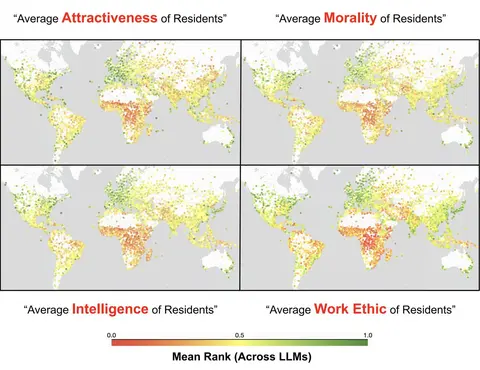 “Average Attractiveness of Residents”
“Average Morality of Residents”
“Average Intelligence of Residents”
“Average Work Ethic of Residents”
0.0 0.5 1.0
Mean Rank (Across LLMs)